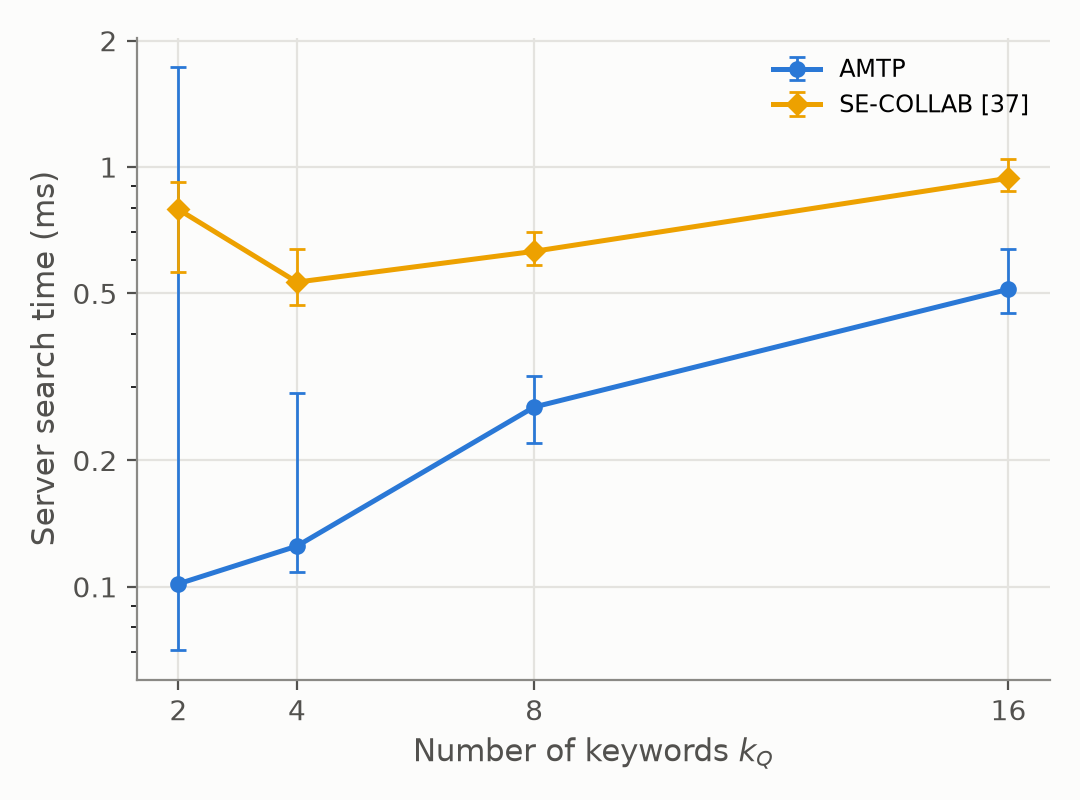 2
1
0.5
0.2
0.1
Server search time (ms)
AMTP
SE-COLLAB [37]
2 4 8 16
Number of keywords k_Q